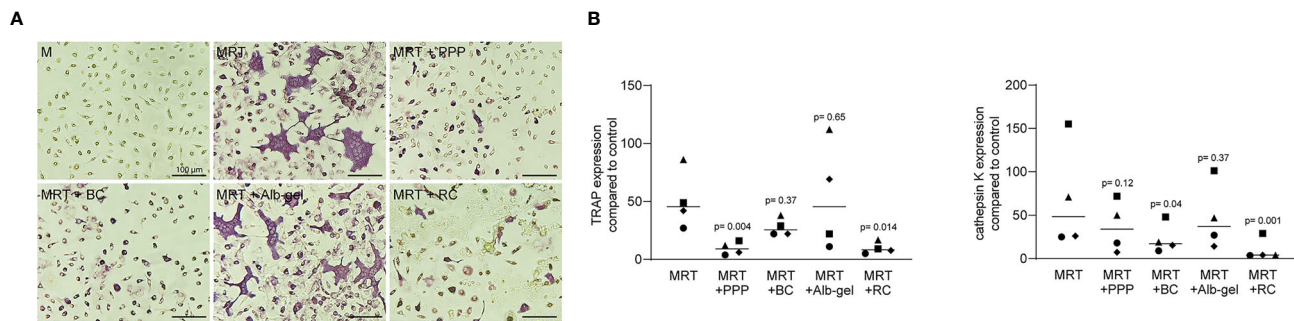 A
M
MRT
MRT + PPP
100 µm
MRT + BC
MRT + Alb-gel
MRT + RC
B
TRAP expression
compared to control
150
100
50
0
p= 0.004
p= 0.37
p= 0.65
p= 0.014
MRT
MRT
+PPP
MRT
+BC
MRT
+Alb-gel
MRT
+RC
cathepsin K expression
compared to control
200
150
100
50
0
p= 0.12
p= 0.04
p= 0.37
p= 0.001
MRT
MRT
+PPP
MRT
+BC
MRT
+Alb-gel
MRT
+RC